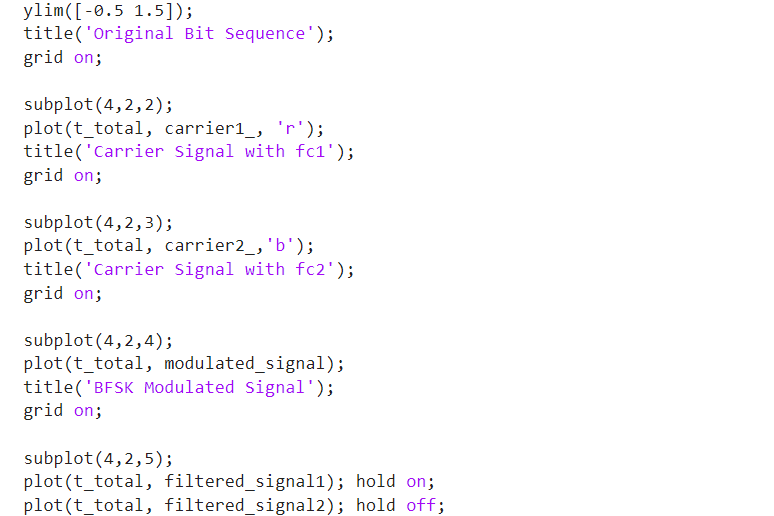 ylim([-0.5 1.5]);
title('Original Bit Sequence');
grid on;
subplot(4,2,2);
plot(t_total, carrier1_, 'r');
title('Carrier Signal with fc1');
grid on;
subplot(4,2,3);
plot(t_total, carrier2_,'b');
title('Carrier Signal with fc2');
grid on;
subplot(4,2,4);
plot(t_total, modulated_signal);
title('BFSK Modulated Signal');
grid on;
subplot(4,2,5);
plot(t_total, filtered_signal1); hold on;
plot(t_total, filtered_signal2); hold off;